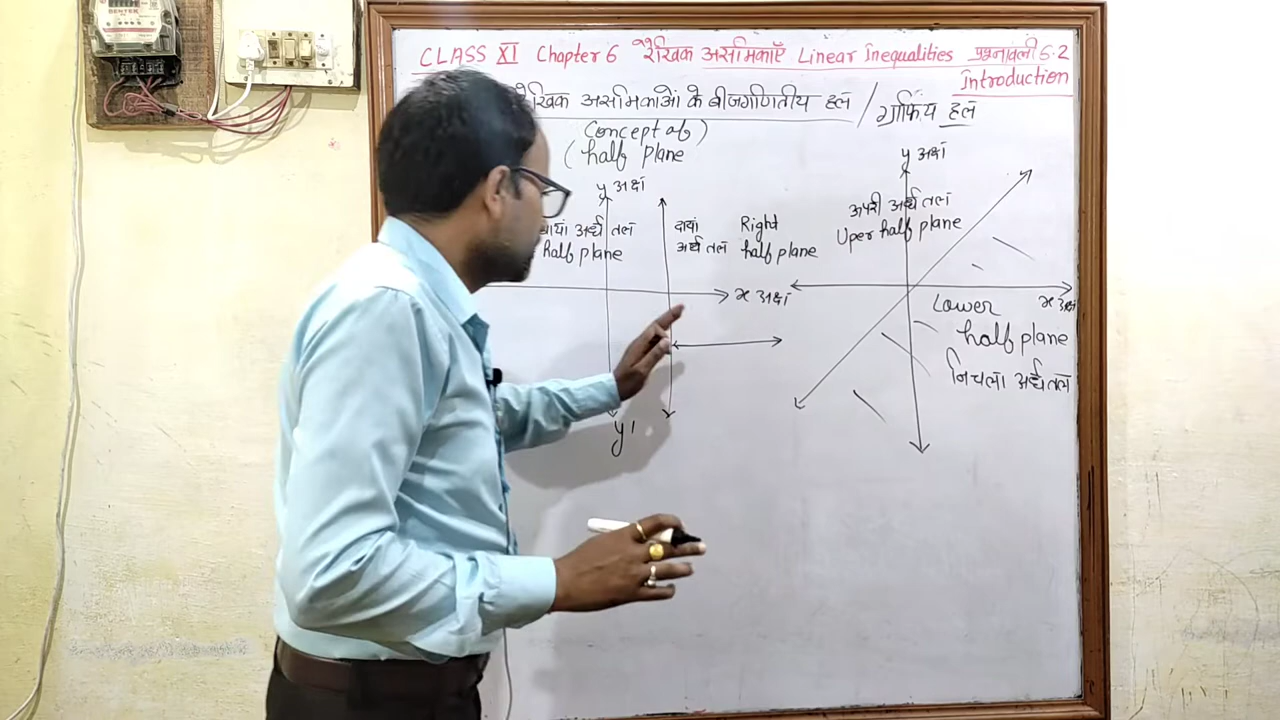 CLASS XI Chapter 6 रैखिक असमिकाएँ Linear Inequalities प्रश्नावली 6.2
Introduction
रैखिक असमिकाओं के बीजगणितीय हल / ग्राफिय हल
(Concept of)
(half plane
y अक्ष
बायां अर्ध तल
half plane
दायां
अर्ध तल
Right
half plane
x अक्ष
y'
y अक्ष
अपरी अर्ध तल
Uper half plane
x अक्ष
Lower
half plane
निचला अर्ध तल